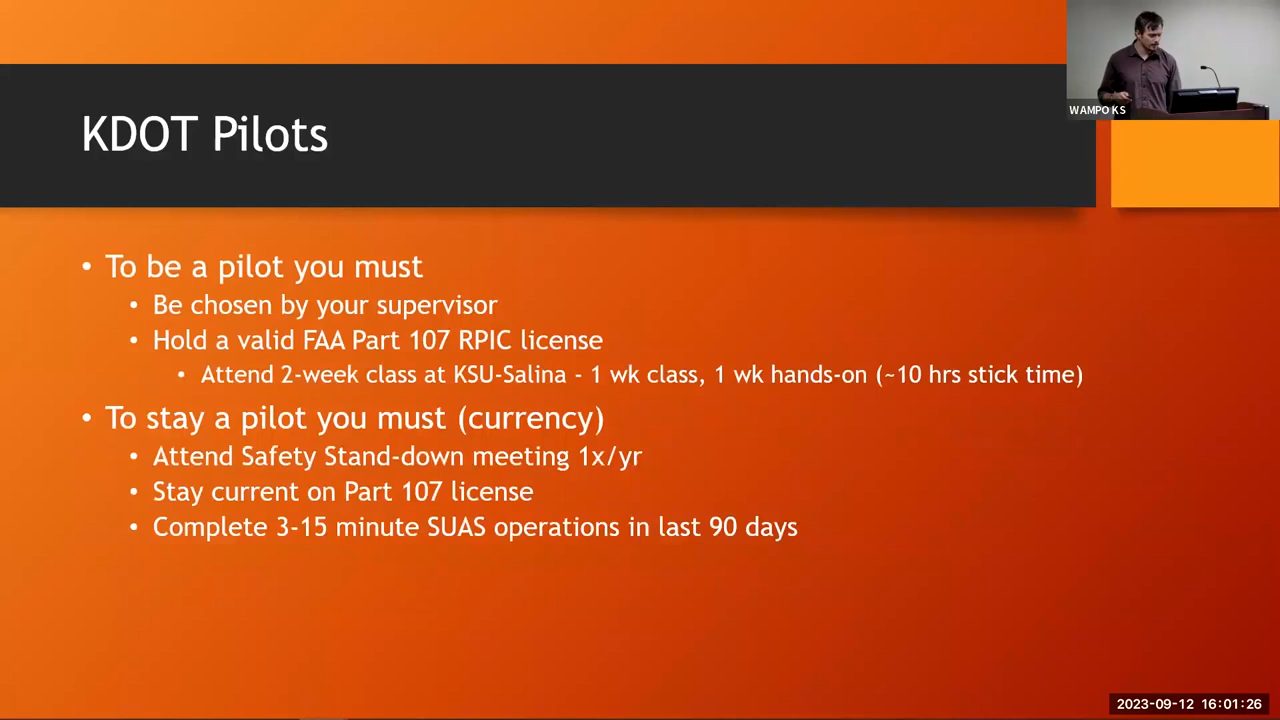 WAMPO KS
KDOT Pilots
• To be a pilot you must
• Be chosen by your supervisor
• Hold a valid FAA Part 107 RPIC license
• Attend 2-week class at KSU-Salina - 1 wk class, 1 wk hands-on (~10 hrs stick time)
• To stay a pilot you must (currency)
• Attend Safety Stand-down meeting 1x/yr
• Stay current on Part 107 license
• Complete 3-15 minute SUAS operations in last 90 days
2023-09-12 16:01:26